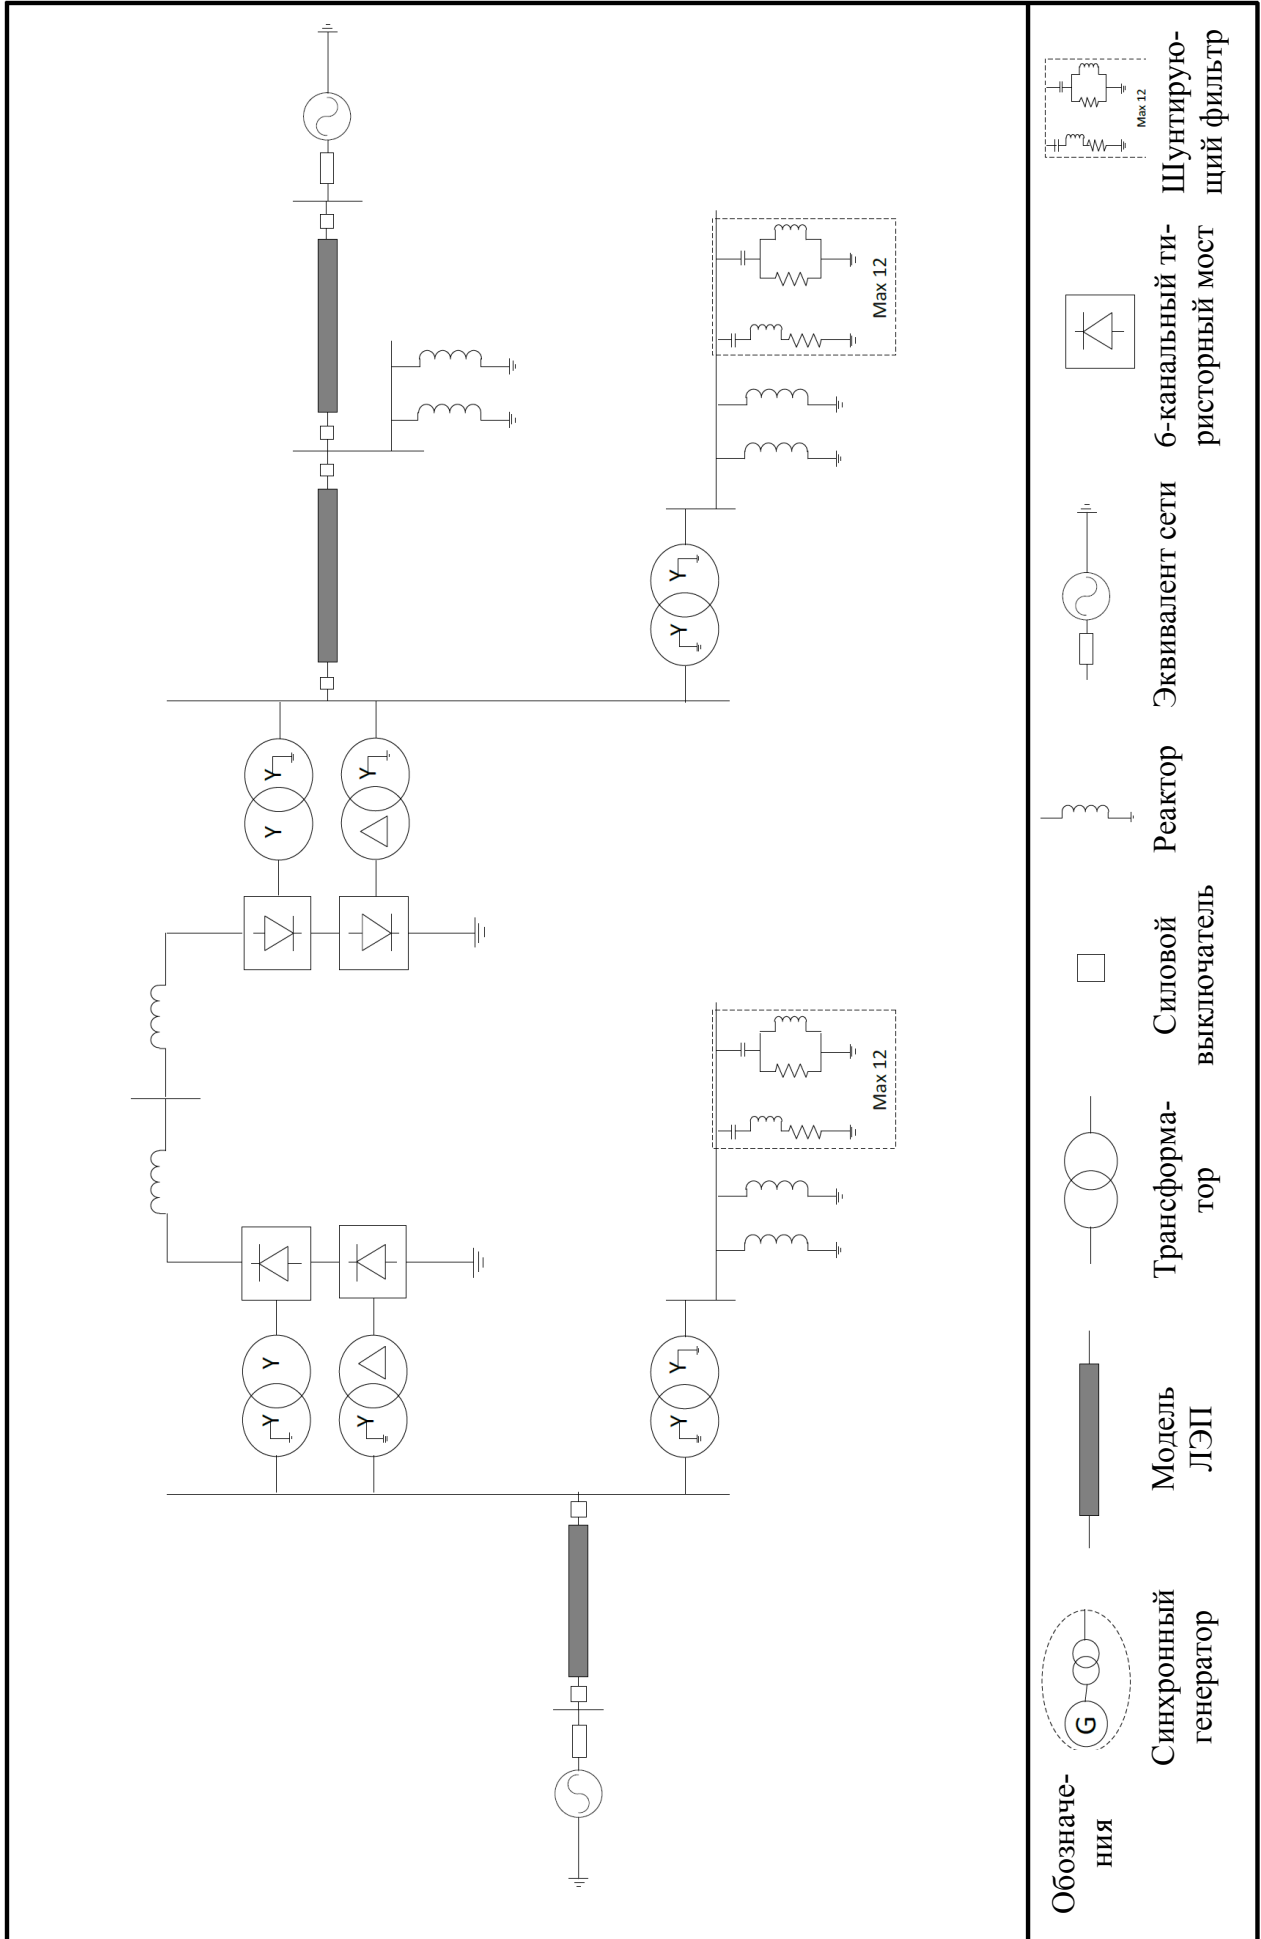 Y
Y
Y
Y
Y
Y
Y
Y
Y
Y
Max 12
Max 12
Обозначе-
ния
G
Синхронный
генератор
Модель
ЛЭП
Трансформа-
тор
Силовой
выключатель
Реактор
Эквивалент сети
6-канальный ти-
ристорный мост
Max 12
Шунтирую-
щий фильтр